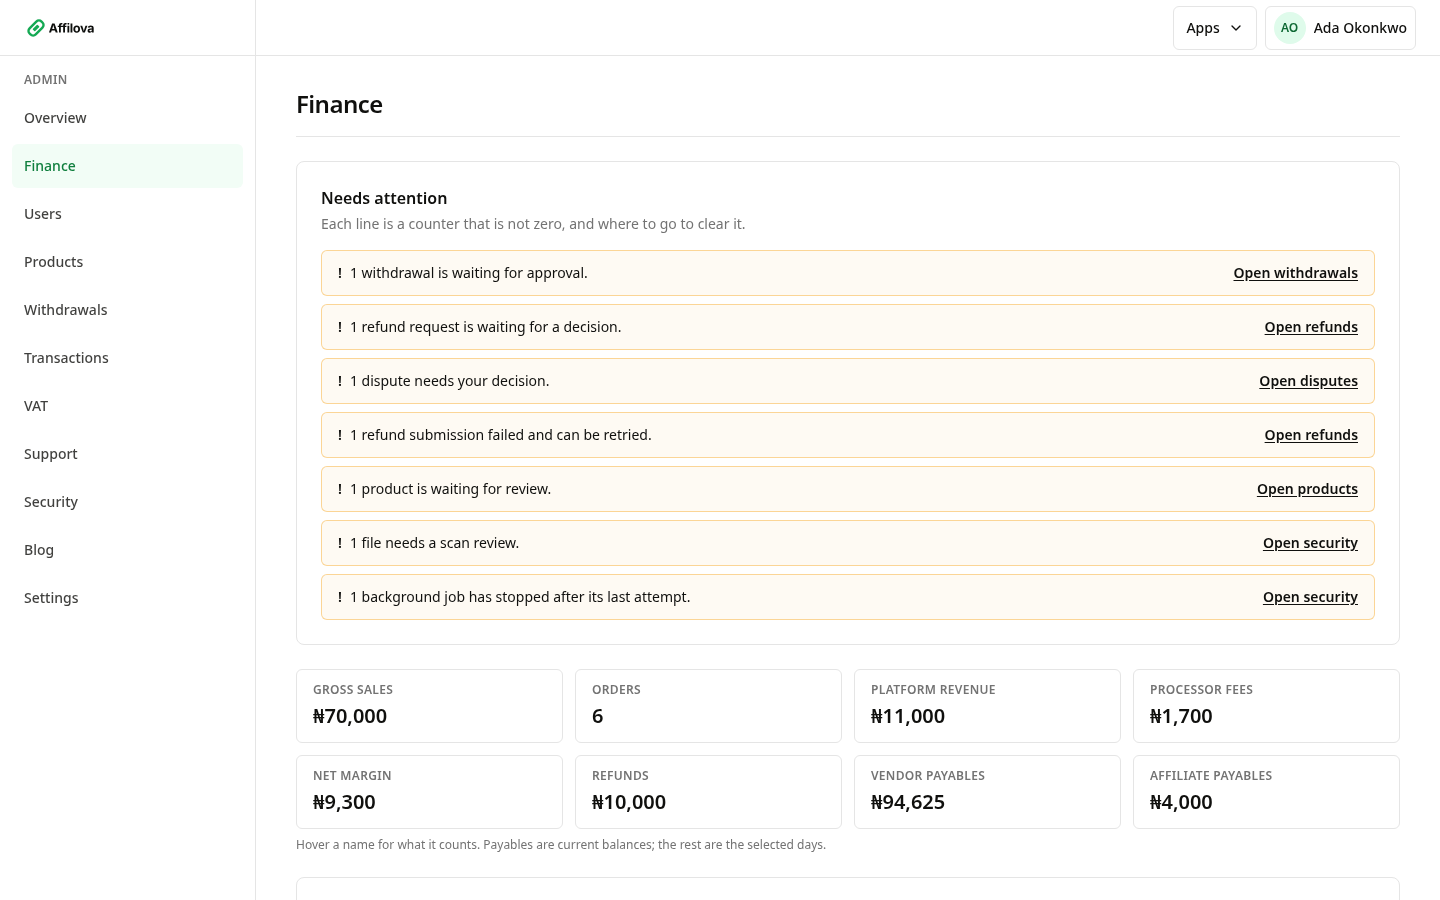 Affilova
Apps
AO
Ada Okonkwo
ADMIN
Overview
Finance
Users
Products
Withdrawals
Transactions
VAT
Support
Security
Blog
Settings
Finance
Needs attention
Each line is a counter that is not zero, and where to go to clear it.
! 1 withdrawal is waiting for approval. Open withdrawals
! 1 refund request is waiting for a decision. Open refunds
! 1 dispute needs your decision. Open disputes
! 1 refund submission failed and can be retried. Open refunds
! 1 product is waiting for review. Open products
! 1 file needs a scan review. Open security
! 1 background job has stopped after its last attempt. Open security
GROSS SALES
₦70,000
ORDERS
6
PLATFORM REVENUE
₦11,000
PROCESSOR FEES
₦1,700
NET MARGIN
₦9,300
REFUNDS
₦10,000
VENDOR PAYABLES
₦94,625
AFFILIATE PAYABLES
₦4,000
Hover a name for what it counts. Payables are current balances; the rest are the selected days.